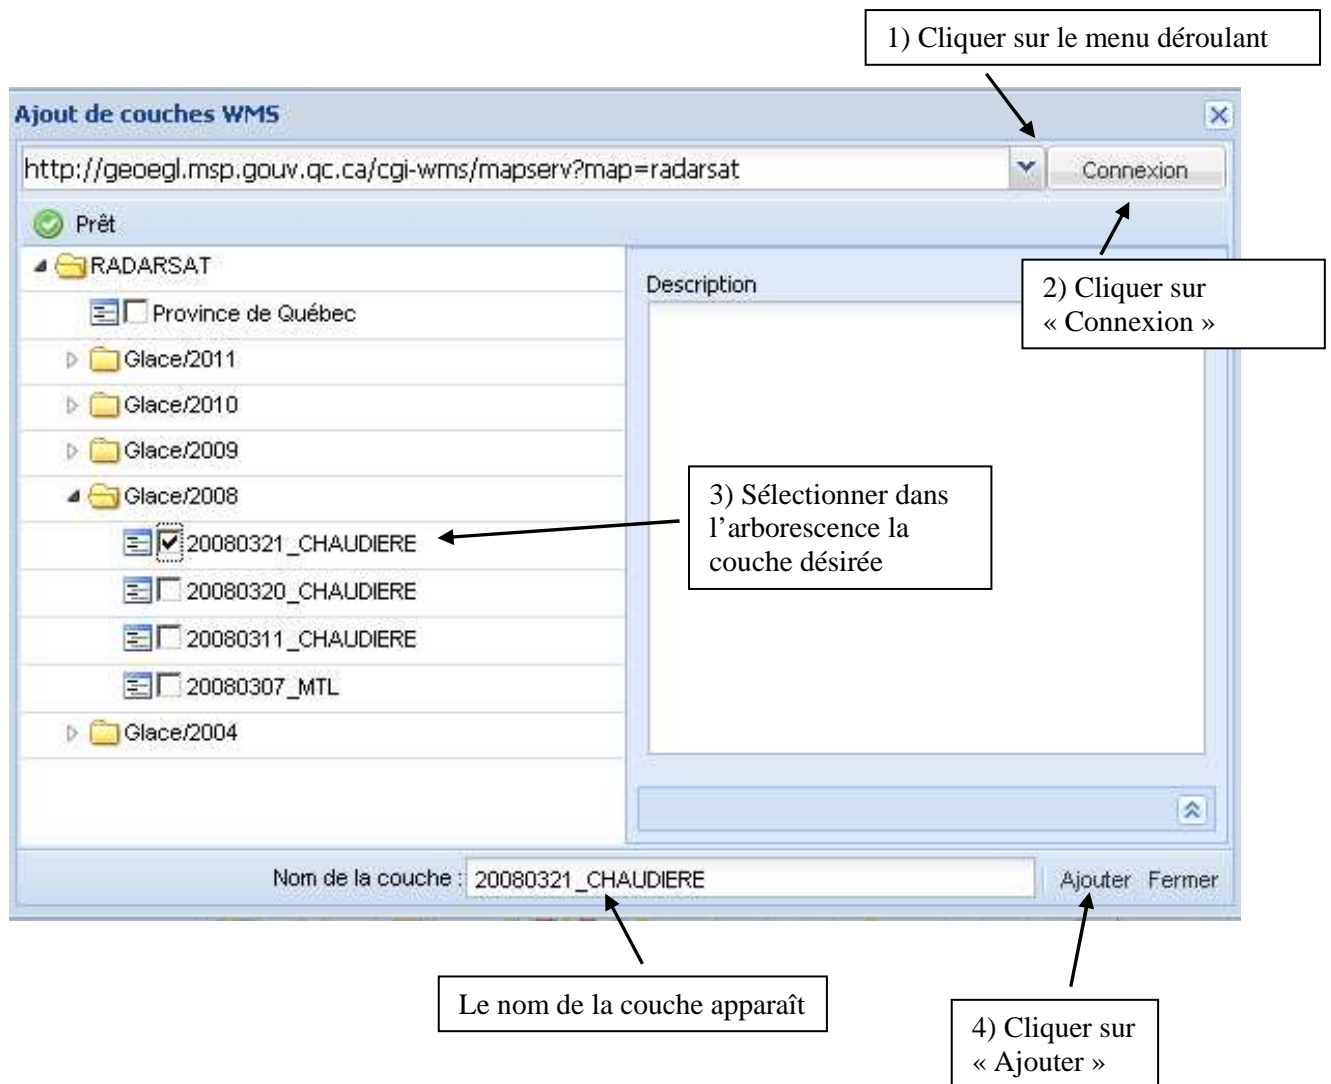 1) Cliquer sur le menu déroulant
Ajout de couches WMS
http://geoegl.msp.gouv.qc.ca/cgi-wms/mapserv?map=radarsat
Connexion
Prêt
RADARSAT
Description
2) Cliquer sur
« Connexion »
Province de Québec
Glace/2011
Glace/2010
Glace/2009
Glace/2008
3) Sélectionner dans
l’arborescence la
couche désirée
20080321_CHAUDIERE
20080320_CHAUDIERE
20080311_CHAUDIERE
20080307_MTL
Glace/2004
Nom de la couche : 20080321_CHAUDIERE
Ajouter Fermer
Le nom de la couche apparaît
4) Cliquer sur
« Ajouter »